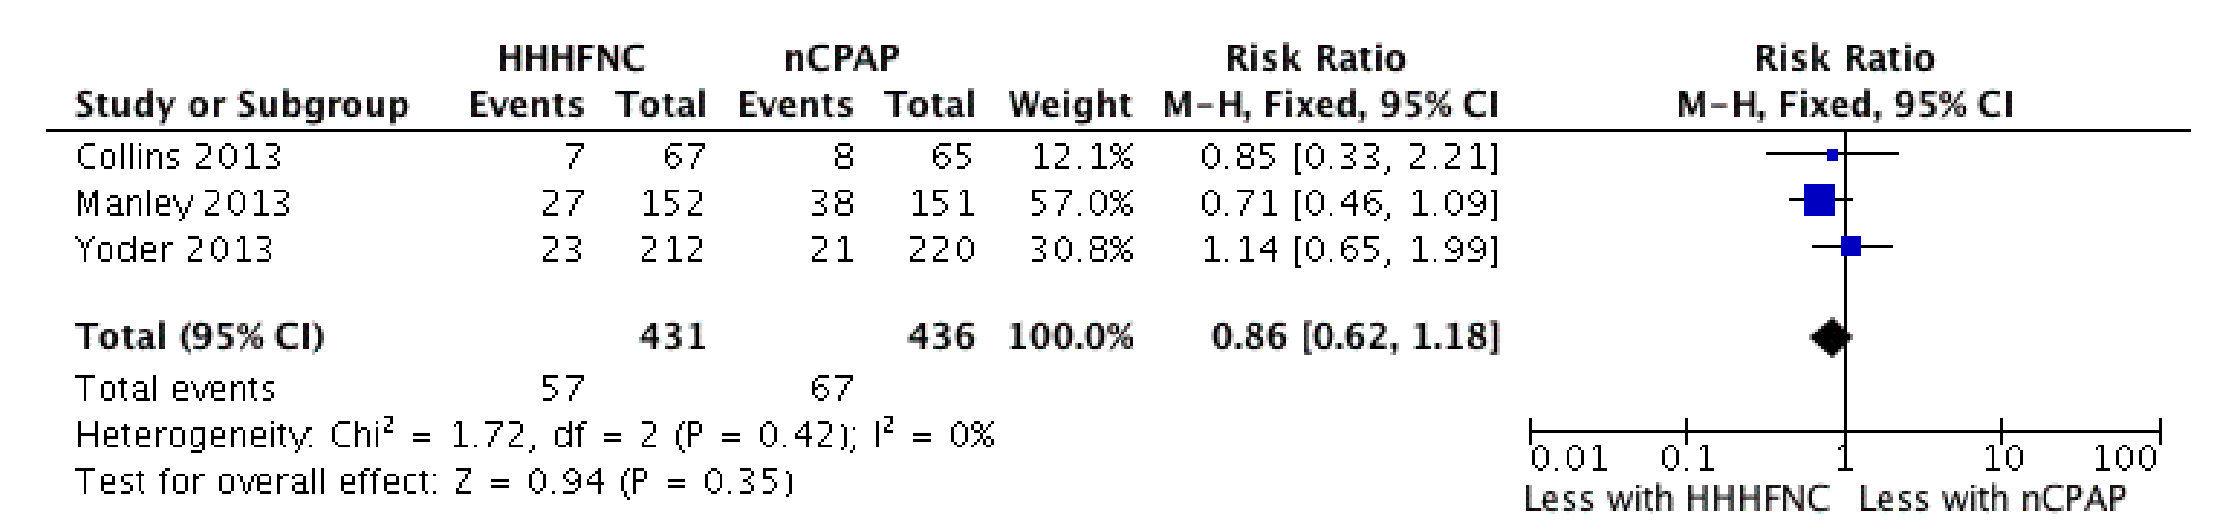 HHHFNC nCPAP Risk Ratio Risk Ratio
Study or Subgroup Events Total Events Total Weight M-H, Fixed, 95% CI M-H, Fixed, 95% CI
Collins 2013 7 67 8 65 12.1% 0.85 [0.33, 2.21]
Manley 2013 27 152 38 151 57.0% 0.71 [0.46, 1.09]
Yoder 2013 23 212 21 220 30.8% 1.14 [0.65, 1.99]
Total (95% CI) 431 436 100.0% 0.86 [0.62, 1.18]
Total events 57 67
Heterogeneity: Chi² = 1.72, df = 2 (P = 0.42); I² = 0%
Test for overall effect: Z = 0.94 (P = 0.35)
0.01 0.1 1 10 100
Less with HHHFNC Less with nCPAP